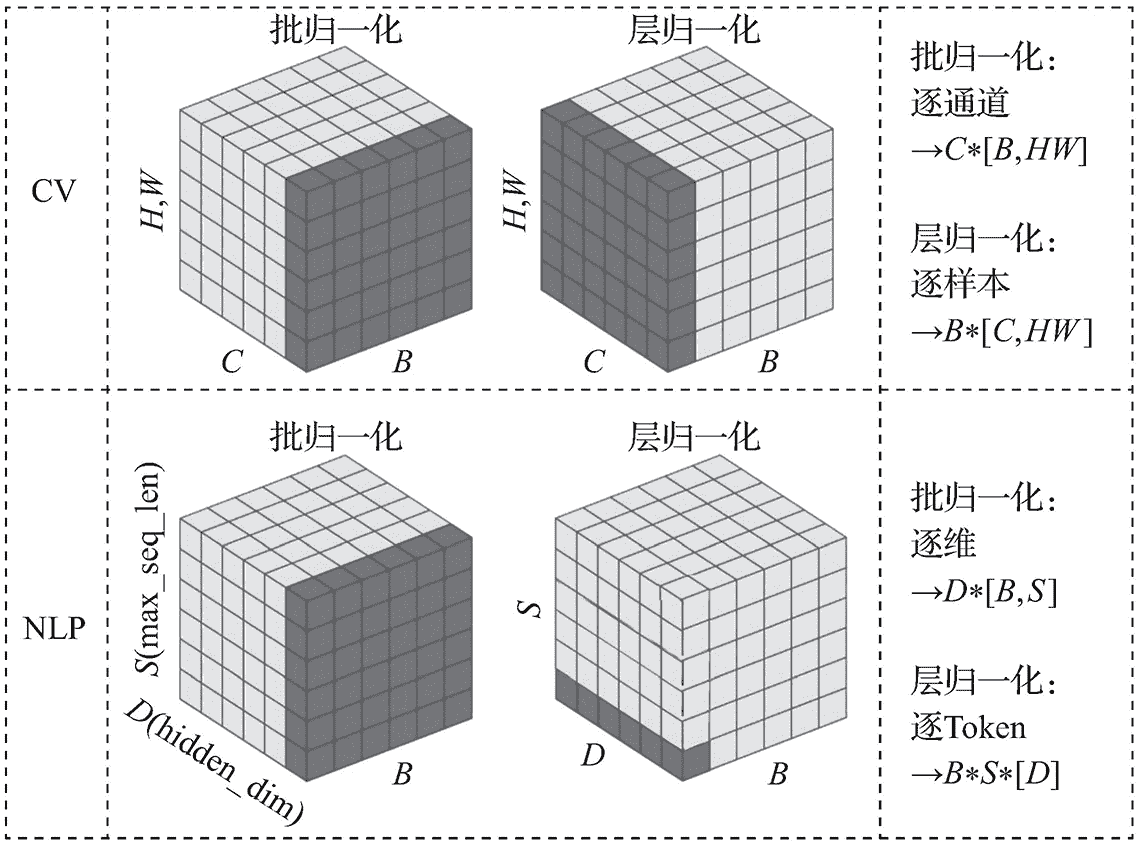 CV
批归一化
H,W
C
B
层归一化
H,W
C
B
批归一化：
逐通道
→C*[B,HW]
层归一化：
逐样本
→B*[C,HW]
NLP
批归一化
S(max_seq_len)
D(hidden_dim)
B
层归一化
S
D
B
批归一化：
逐维
→D*[B,S]
层归一化：
逐Token
→B*S*[D]